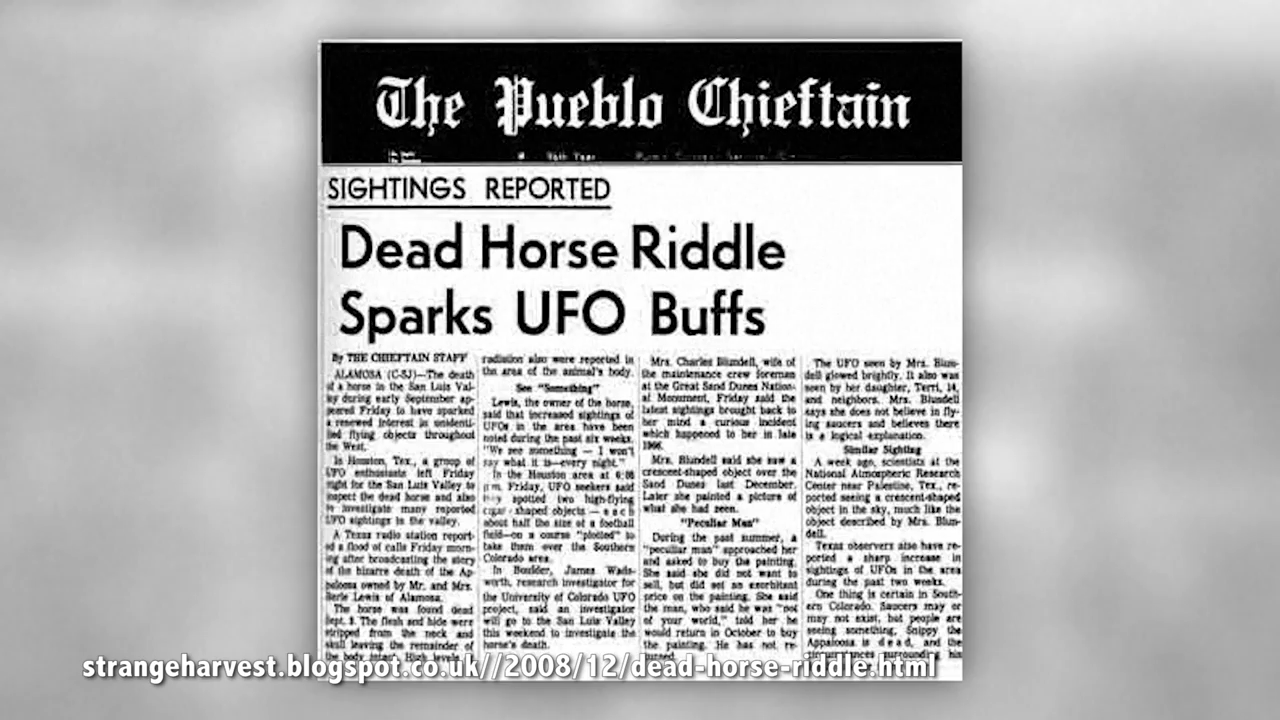 The Pueblo Chieftain
SIGHTINGS REPORTED
Dead Horse Riddle
Sparks UFO Buffs
By THE CHIEFTAIN STAFF
ALAMOSA (C-SJ)—The death
of a horse in the San Luis Val-
ley during early September ap-
peared Friday to have sparked
a renewed interest in unidenti-
fied flying objects throughout
the West.
In Houston, Tex., a group of
UFO enthusiasts left Friday
night for the San Luis Valley to
inspect the dead horse and also
to investigate many reported
UFO sightings in the valley.
A Texas radio station report-
ed a flood of calls Friday morn-
ing after broadcasting the story
of the bizarre death of the Ap-
paloosa owned by Mr. and Mrs.
Berle Lewis of Alamosa.
The horse was found dead
Sept. 8. The flesh and hide were
stripped from the neck and
skull leaving the remainder of
the body intact. High levels of
radiation also were reported in
the area of the animal's body.
See "Something"
Lewis, the owner of the horse,
said that increased sightings of
UFOs in the area have been
noted during the past six weeks.
"We see something — I won't
say what it is—every night."
In the Houston area at
p.m. Friday, UFO seekers said
they spotted two high-flying
cigar-shaped objects — each
about half the size of a football
field—on a course "plotted" to
take them over the Southern
Colorado area.
In Boulder, James Wads-
worth, research investigator for
the University of Colorado UFO
project, said an investigator
will go to the San Luis Valley
this weekend to investigate the
horse's death.
Mrs. Charles Blundell, wife of
the maintenance crew foreman
at the Great Sand Dunes Nation-
al Monument, Friday said the
latest sightings brought back to
her mind a curious incident
which happened to her in late
1966.
Mrs. Blundell said she saw a
crescent-shaped object over the
Sand Dunes last December.
Later she painted a picture of
what she had seen.
"Peculiar Man"
During the past summer, a
"peculiar man" approached her
and asked to buy the painting.
She said she did not want to
sell, but did set an exorbitant
price on the painting. She said
the man, who said he was "not
of your world," told her he
would return in October to buy
the painting. He has not re-
turned.
The UFO seen by Mrs. Blun-
dell glowed brightly. It also was
seen by her daughter, Terri, 14,
and neighbors. Mrs. Blundell
says she does not believe in fly-
ing saucers and believes there
is a logical explanation.
Similar Sighting
A week ago, scientists at the
National Atmospheric Research
Center near Palestine, Tex., re-
ported seeing a crescent-shaped
object in the sky, much like the
object described by Mrs. Blun-
dell.
Texas observers also have re-
ported a sharp increase in
sightings of UFOs in the area
during the past two weeks.
One thing is certain in South-
ern Colorado. Saucers may or
may not exist, but people are
seeing something, Snippy the
Appaloosa is dead, and the
circumstances surrounding his
strangeharvest.blogspot.co.uk//2008/12/dead-horse-riddle.html